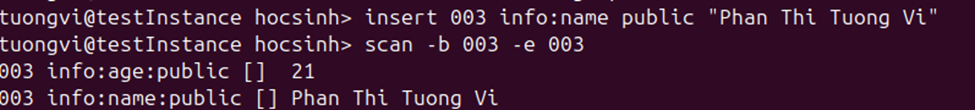 tuongvi@testInstance hocsinh> insert 003 info:name public "Phan Thi Tuong Vi"
tuongvi@testInstance hocsinh> scan -b 003 -e 003
003 info:age:public []  21
003 info:name:public [] Phan Thi Tuong Vi